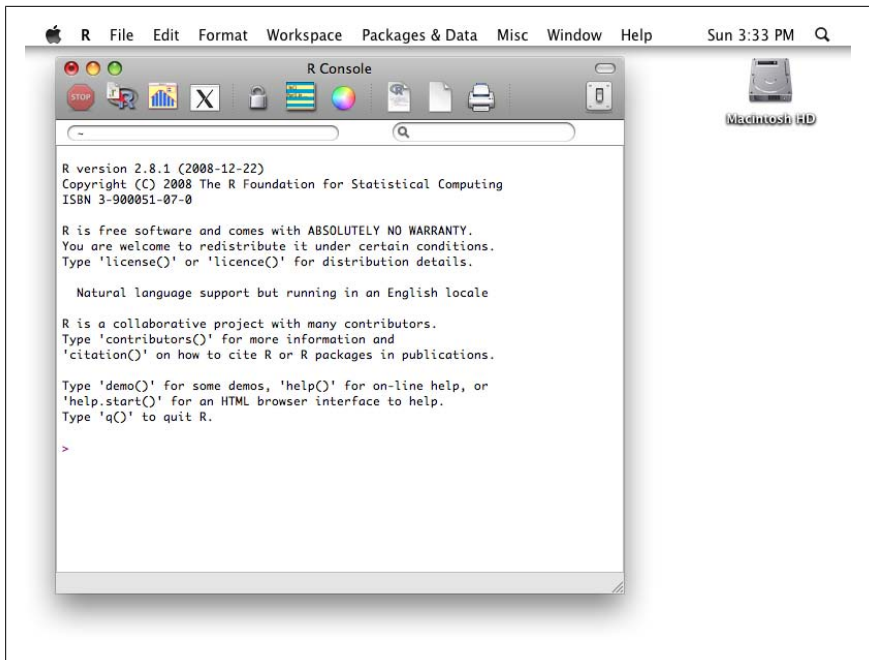 R File Edit Format Workspace Packages & Data Misc Window Help Sun 3:33 PM
R Console
STOP
R
X
R
Macintosh HD
~
R version 2.8.1 (2008-12-22)
Copyright (C) 2008 The R Foundation for Statistical Computing
ISBN 3-900051-07-0
R is free software and comes with ABSOLUTELY NO WARRANTY.
You are welcome to redistribute it under certain conditions.
Type 'license()' or 'licence()' for distribution details.
Natural language support but running in an English locale
R is a collaborative project with many contributors.
Type 'contributors()' for more information and
'citation()' on how to cite R or R packages in publications.
Type 'demo()' for some demos, 'help()' for on-line help, or
'help.start()' for an HTML browser interface to help.
Type 'q()' to quit R.
>